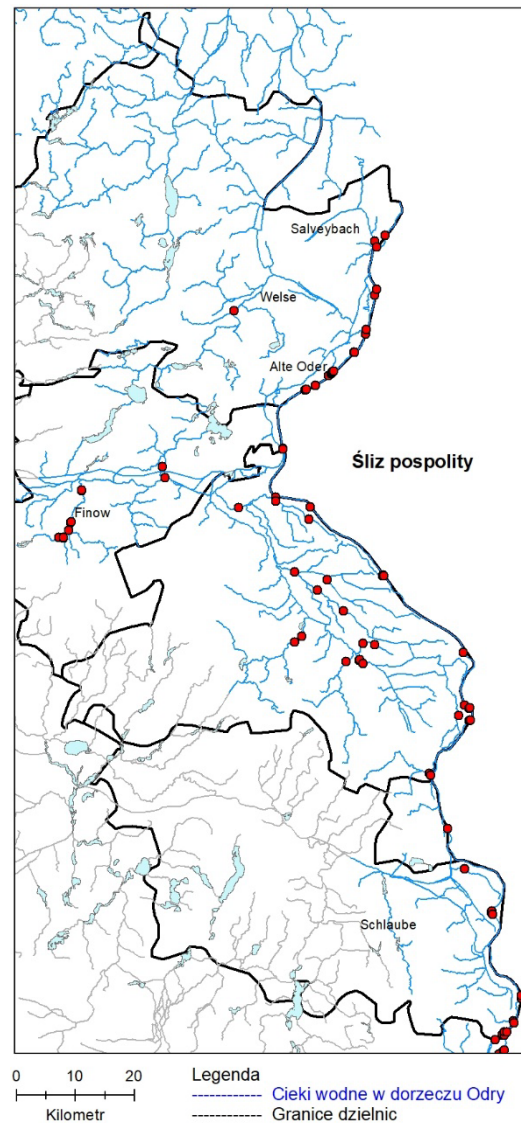 Salveybach
Welse
Alte Oder
Śliz pospolity
Finow
Schlaube
0 10 20
Kilometr
Legenda
Cieki wodne w dorzeczu Odry
Granice dzielnic